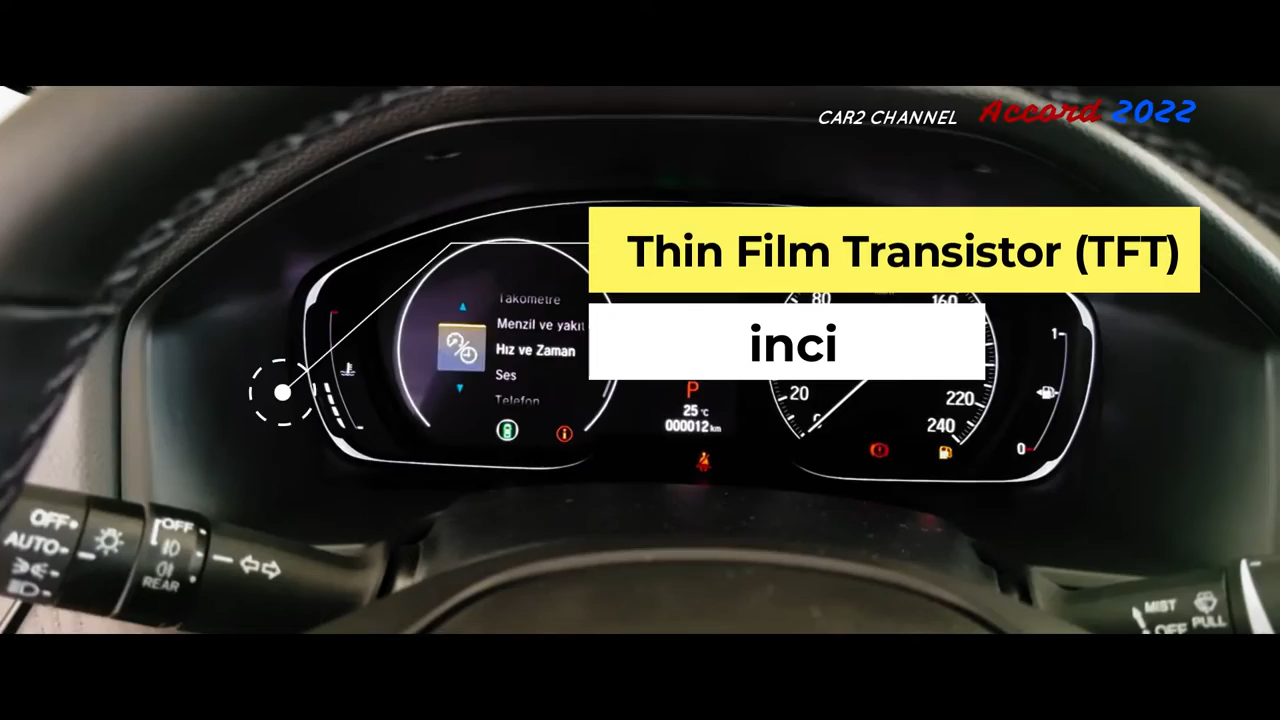 CAR2 CHANNEL Accord 2022
Thin Film Transistor (TFT)
inci
Takometre
Menzil ve yakıt
Hız ve Zaman
Ses
Telefon
80
160
20
220
240
1
0
P
25 °C
000012 km
OFF
AUTO
OFF
REAR
MIST
OFF
PULL